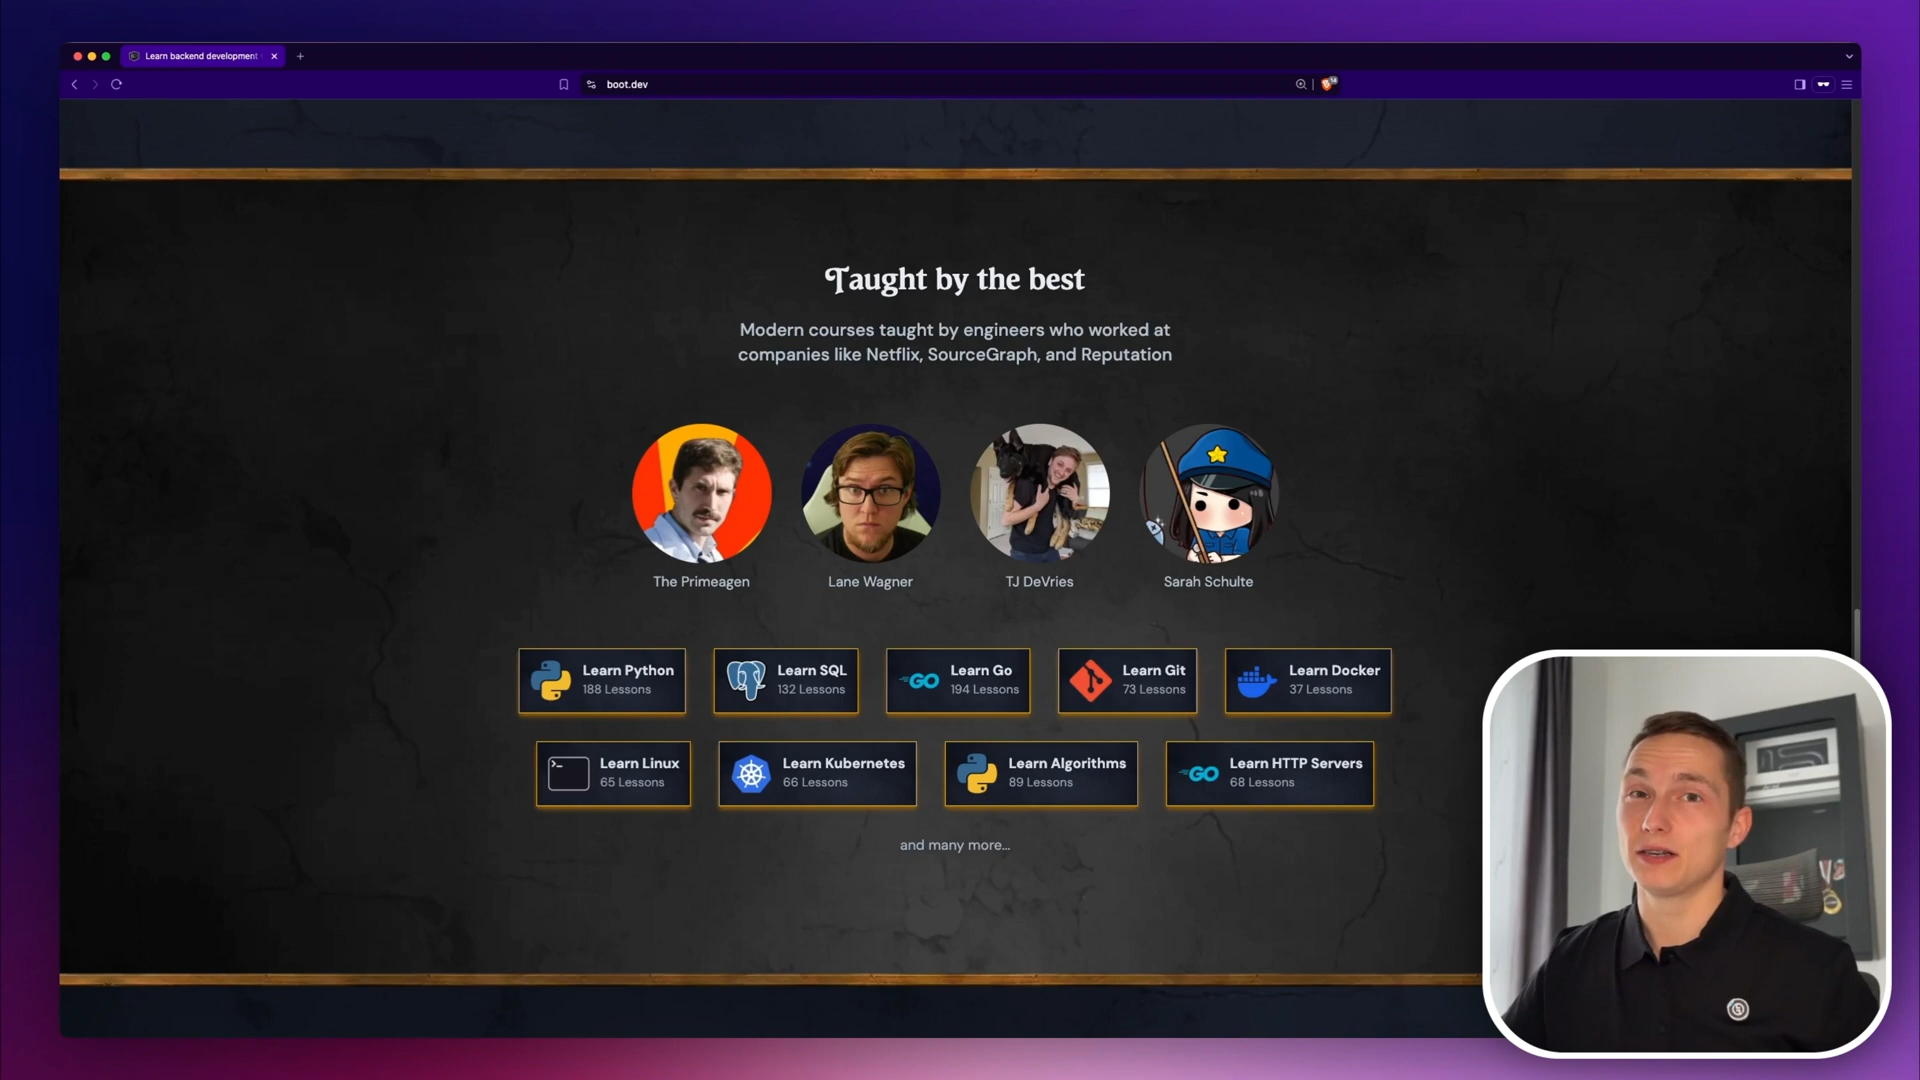 Learn backend development
boot.dev
Taught by the best
Modern courses taught by engineers who worked at
companies like Netflix, SourceGraph, and Reputation
The Primeagen
Lane Wagner
TJ DeVries
Sarah Schulte
Learn Python
188 Lessons
Learn SQL
132 Lessons
GO
Learn Go
194 Lessons
Learn Git
73 Lessons
Learn Docker
37 Lessons
Learn Linux
65 Lessons
Learn Kubernetes
66 Lessons
Learn Algorithms
89 Lessons
GO
Learn HTTP Servers
68 Lessons
and many more...